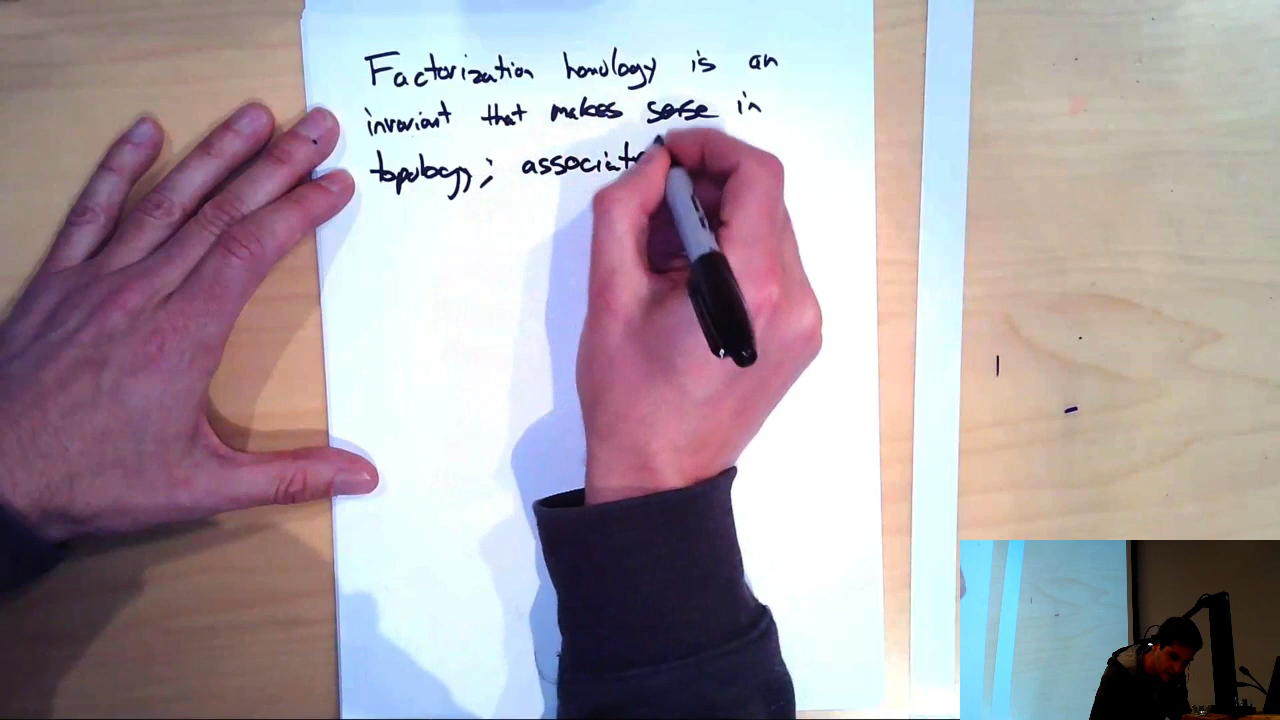 Factorization homology is an
invariant that makes sense in
topology; associat